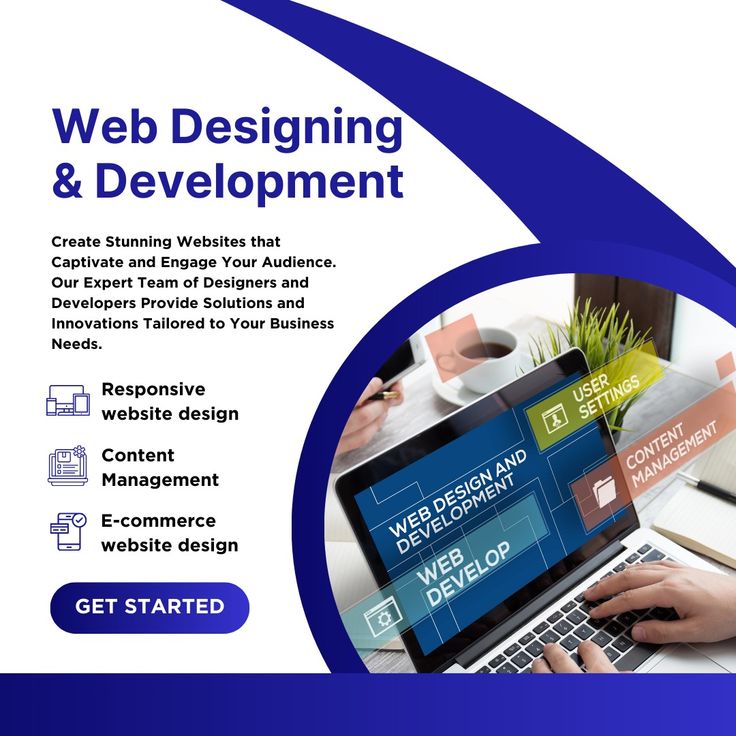 Web Designing
& Development
Create Stunning Websites that
Captivate and Engage Your Audience.
Our Expert Team of Designers and
Developers Provide Solutions and
Innovations Tailored to Your Business
Needs.
Responsive
website design
Content
Management
E-commerce
website design
GET STARTED
USER
SETTINGS
CONTENT
MANAGEMENT
WEB DESIGN AND
DEVELOPMENT
WEB
DEVELOP